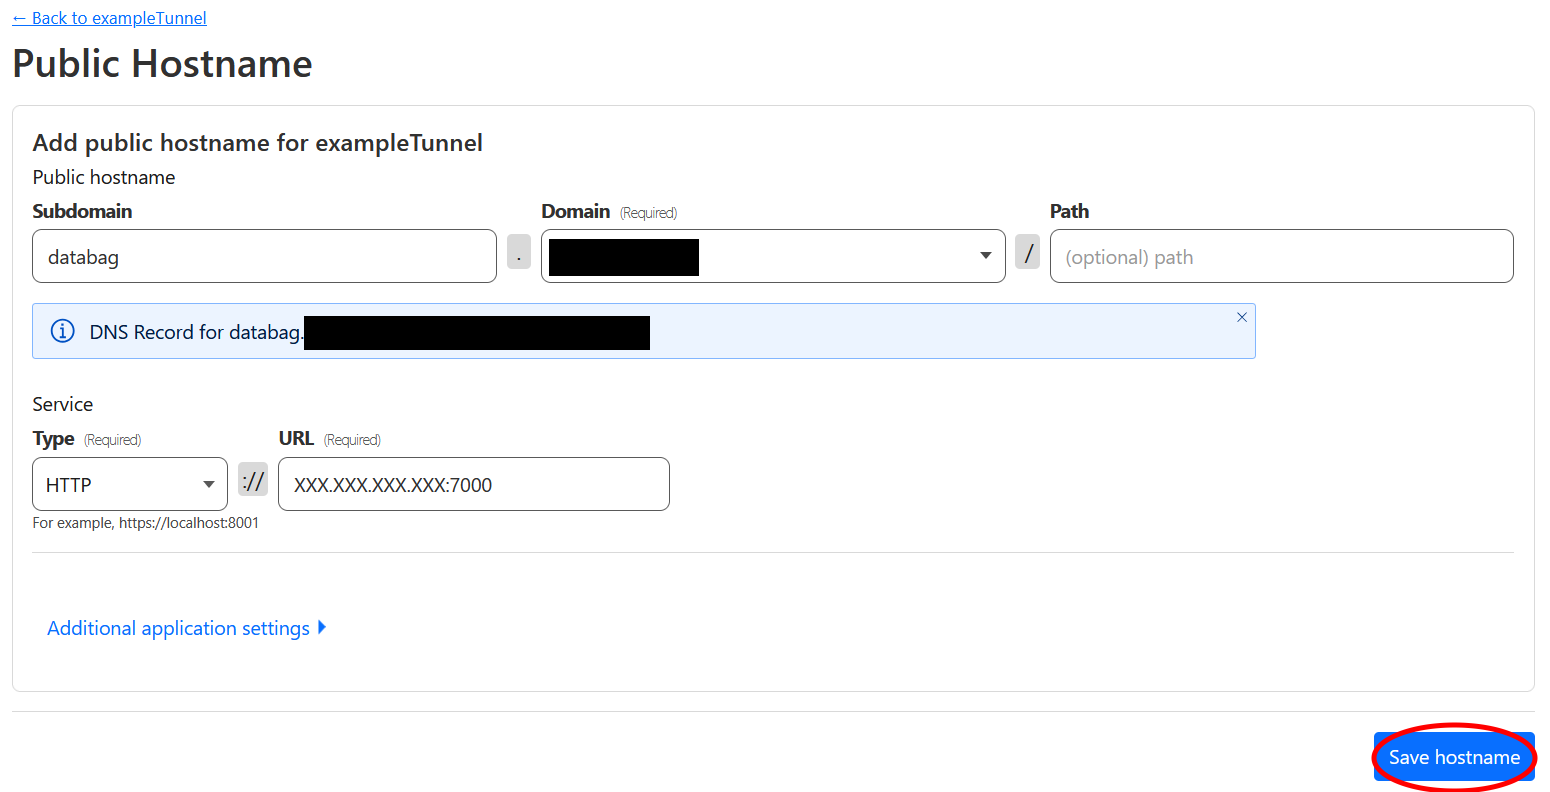 ← Back to exampleTunnel
Public Hostname
Add public hostname for exampleTunnel
Public hostname
Subdomain Domain (Required) Path
databag . / (optional) path
DNS Record for databag.
Service
Type (Required) URL (Required)
HTTP :// XXX.XXX.XXX.XXX:7000
For example, https://localhost:8001
Additional application settings
Save hostname